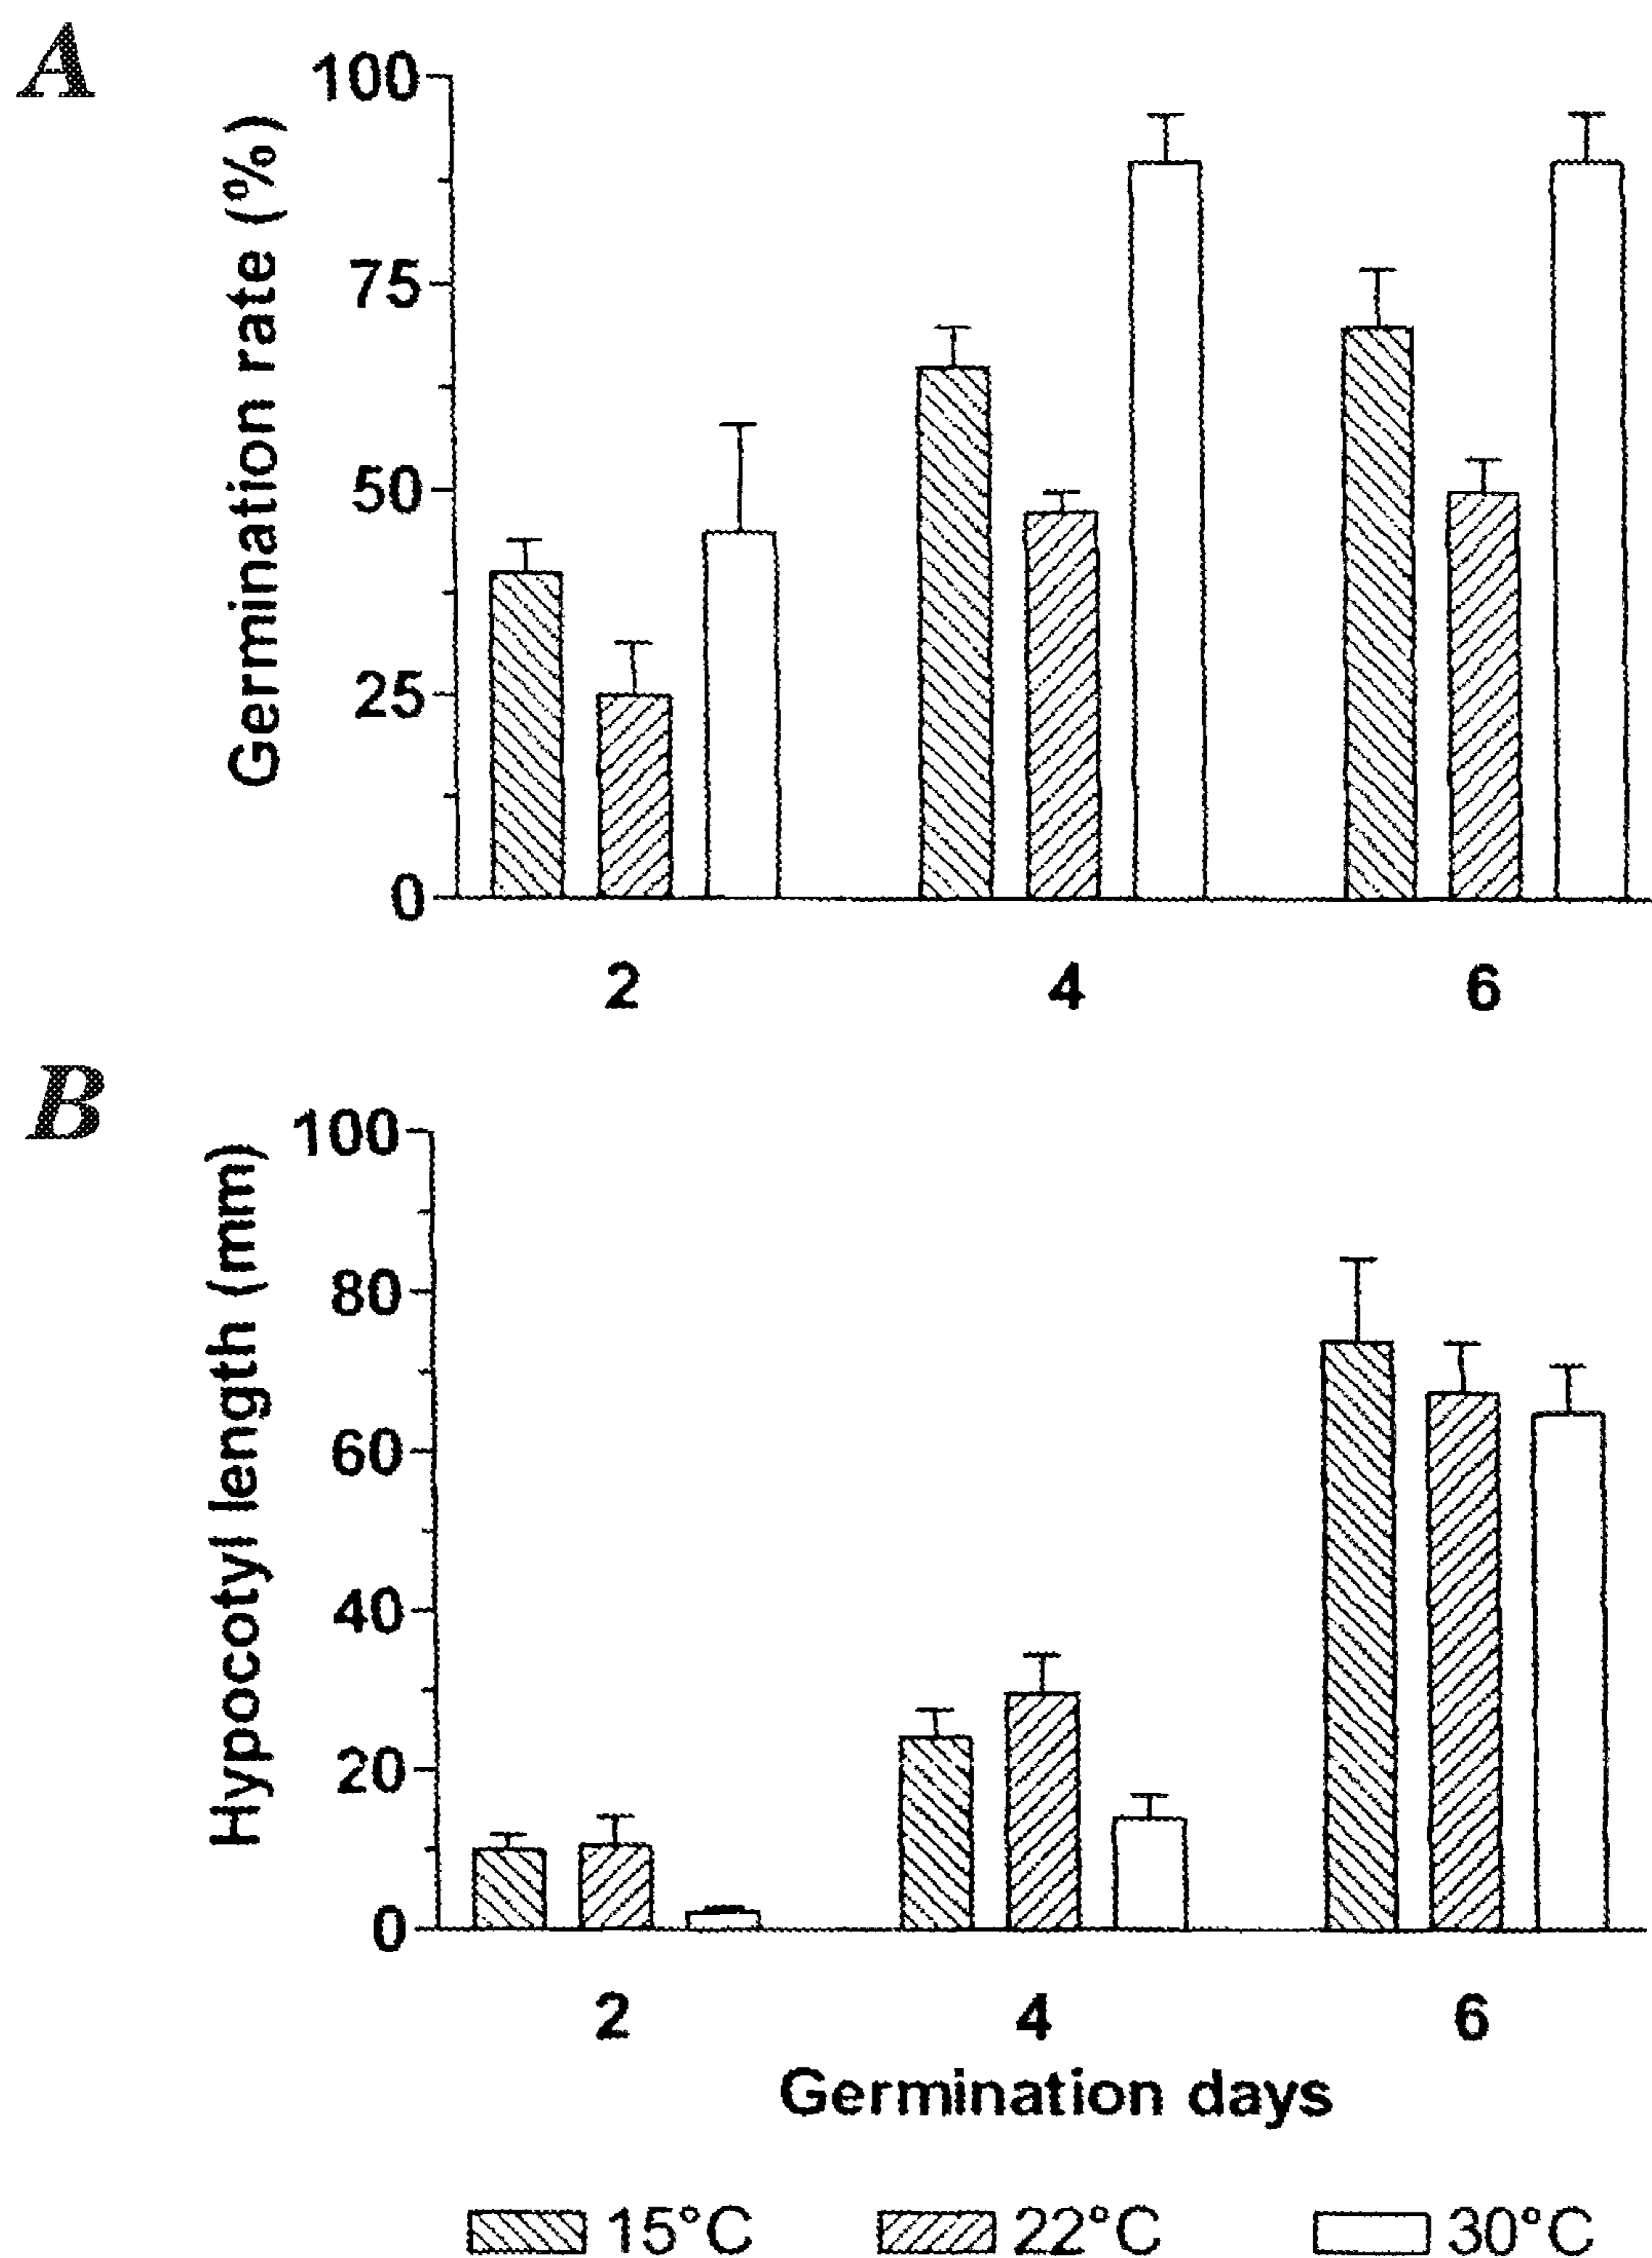 A
Germination rate (%)
100
75
50
25
0
2 4 6
B
Hypocotyl length (mm)
100
80
60
40
20
0
2 4 6
Germination days
15°C 22°C 30°C